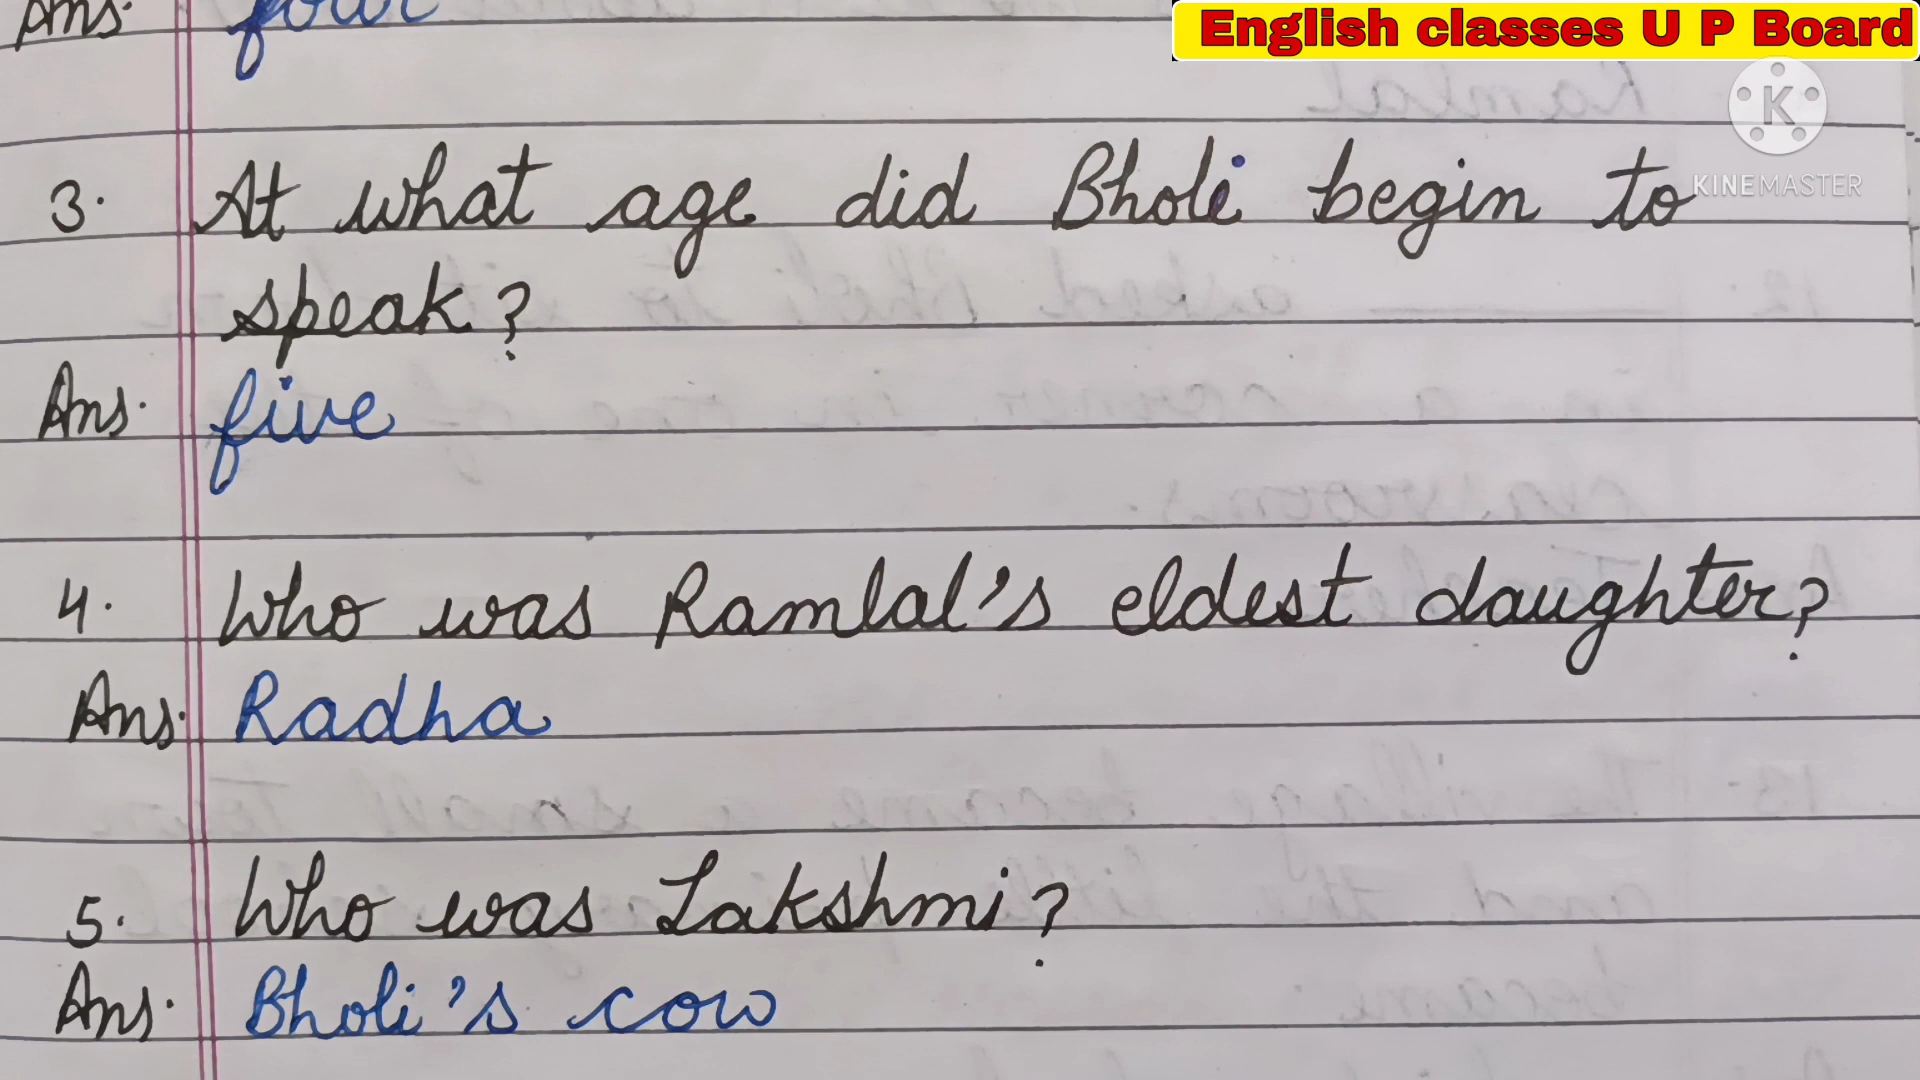 English classes U P Board
Ans. four
KINEMASTER
3. At what age did Bholi begin to
speak?
Ans. five
4. Who was Ramlal's eldest daughter?
Ans. Radha
5. Who was Lakshmi?
Ans. Bholi's cow